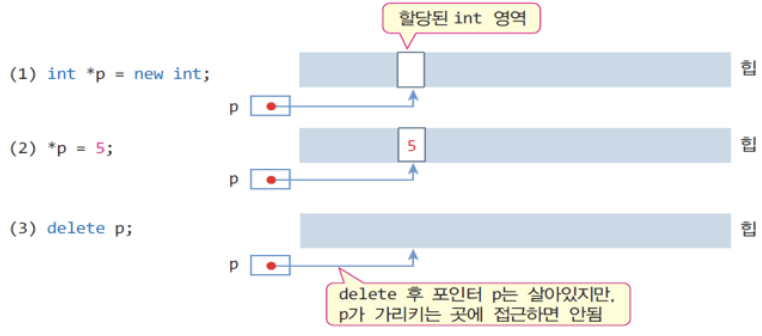 할당된 int 영역
(1) int *p = new int;
힙
p
(2) *p = 5;
5
힙
p
(3) delete p;
힙
p
delete 후 포인터 p는 살아있지만,
p가 가리키는 곳에 접근하면 안됨